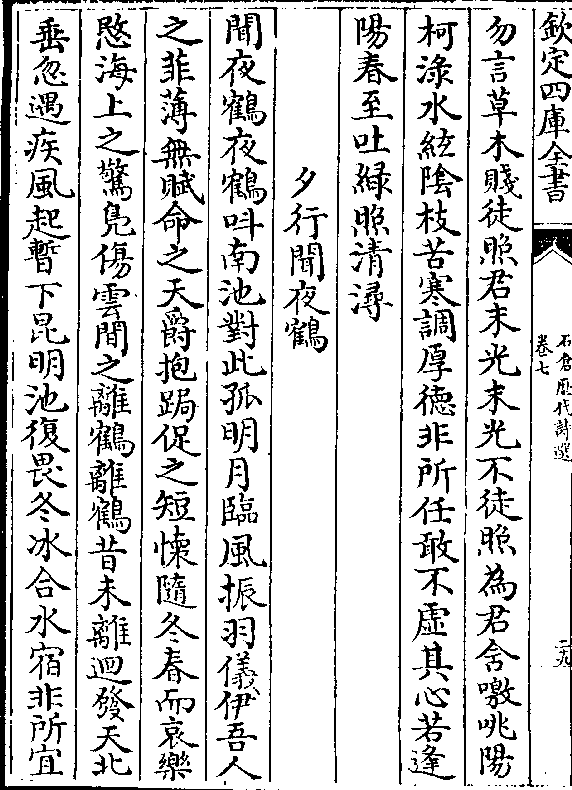 欽定四庫全書
石倉歷代詩選
卷七
二九
勿言草木賤徒照君末光末光不徒照為君含噭咷陽
柯淥水絃陰枝苦寒調厚德非所任敢不虛其心若逢
陽春至吐緑照清潯
夕行聞夜鶴
聞夜鶴夜鶴呌南池對此孤明月臨風振羽儀伊吾人
之菲薄無賦命之天爵抱跼促之短懐隨冬春而哀樂
愍海上之驚鳬傷雲間之離鶴離鶴昔未離迴發天北
垂忽遇疾風起暫下昆明池復畏冬冰合水宿非所宜